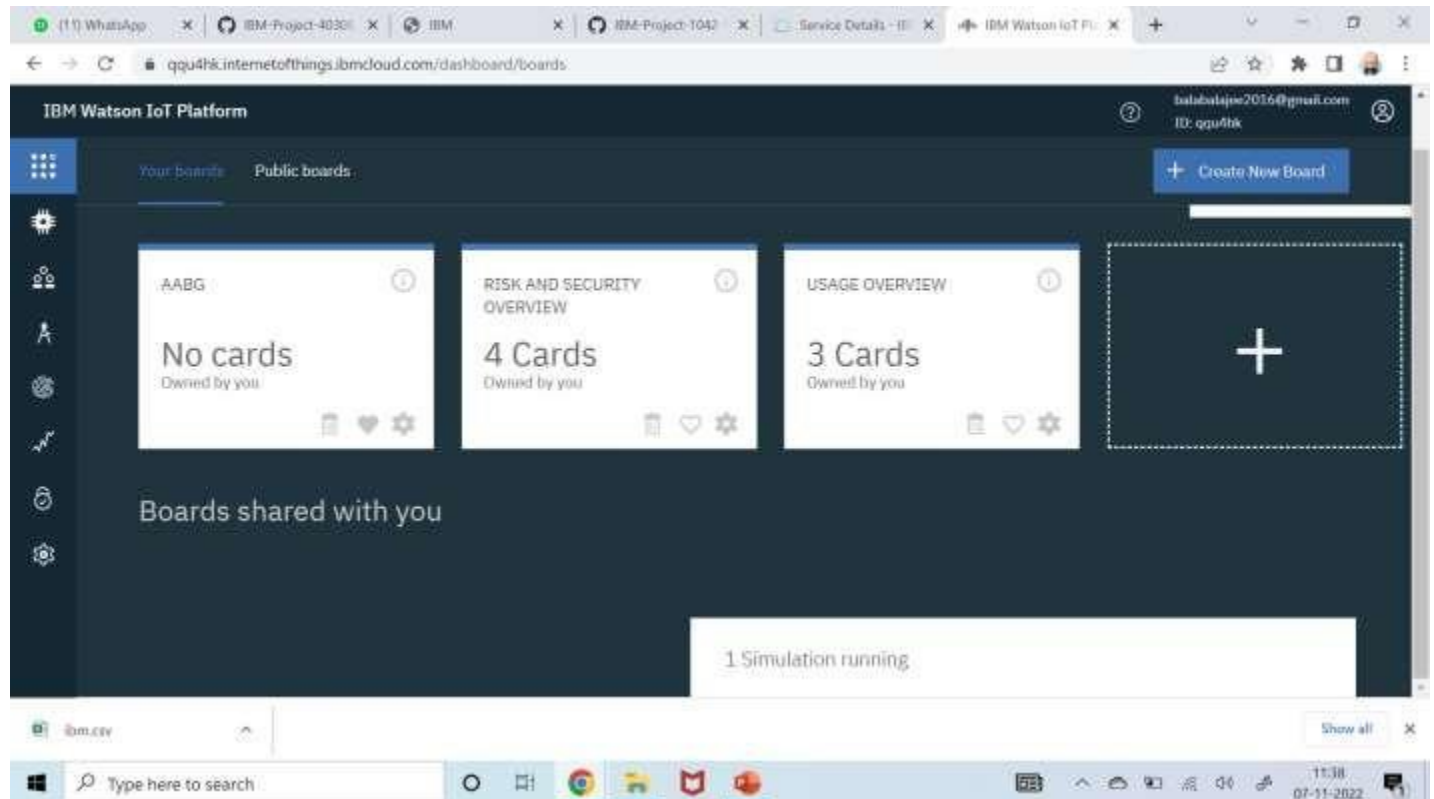 (11) WhatsApp
IBM-Project-4030
IBM
IBM-Project-1042
Service Details - IB
IBM Watson IoT Pl
qqu4hk.internetofthings.ibmcloud.com/dashboard/boards
IBM Watson IoT Platform
balabalajee2016@gmail.com
ID: qqu4hk
Your boards
Public boards
Create New Board
AABG
No cards
Owned by you
RISK AND SECURITY
OVERVIEW
4 Cards
Owned by you
USAGE OVERVIEW
3 Cards
Owned by you
Boards shared with you
1 Simulation running
ibm.csv
Show all
Type here to search
11:38
07-11-2022